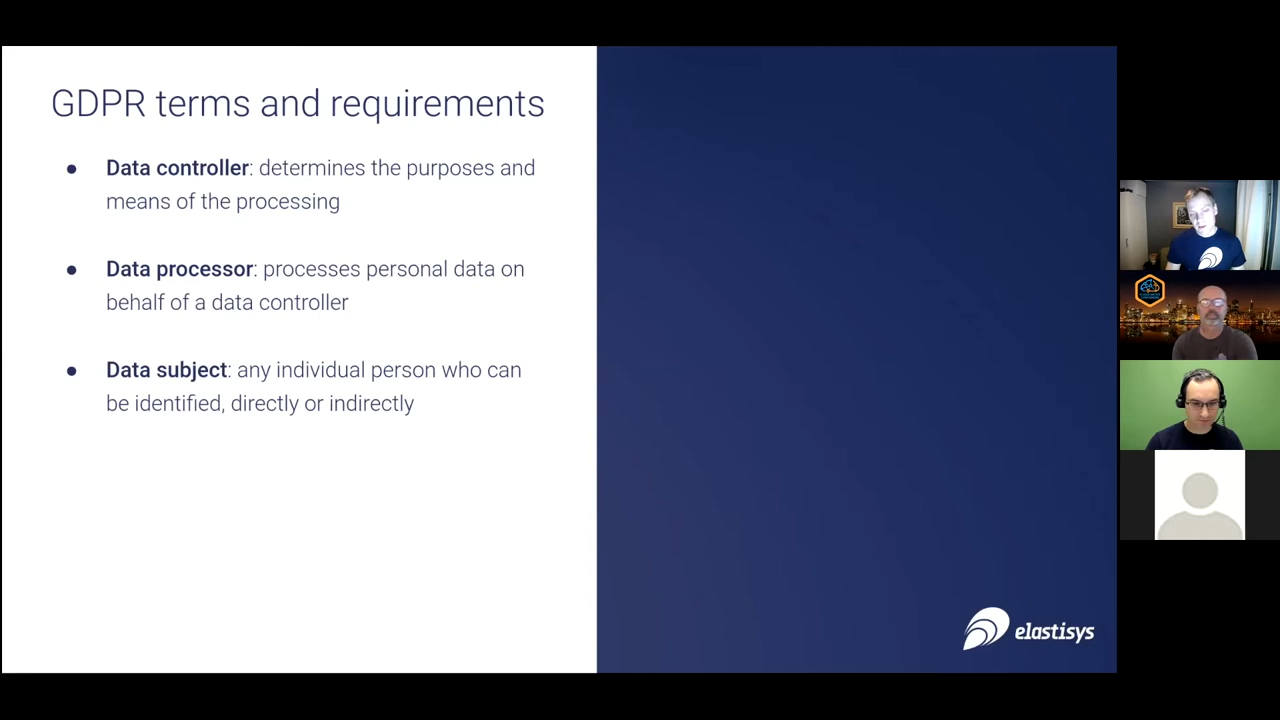 GDPR terms and requirements
● Data controller: determines the purposes and
means of the processing
● Data processor: processes personal data on
behalf of a data controller
● Data subject: any individual person who can
be identified, directly or indirectly
elastisys